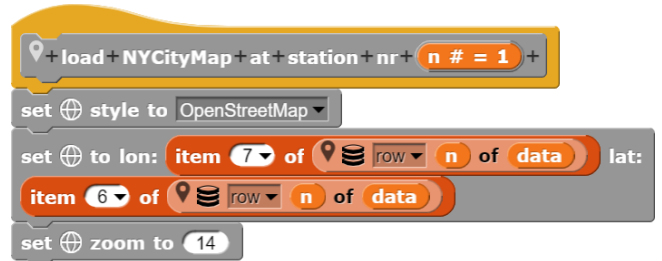 +load+NYCityMap+at+station+nr+ n # = 1 +
set style to OpenStreetMap
set to lon: item 7 of row n of data lat:
item 6 of row n of data
set zoom to 14